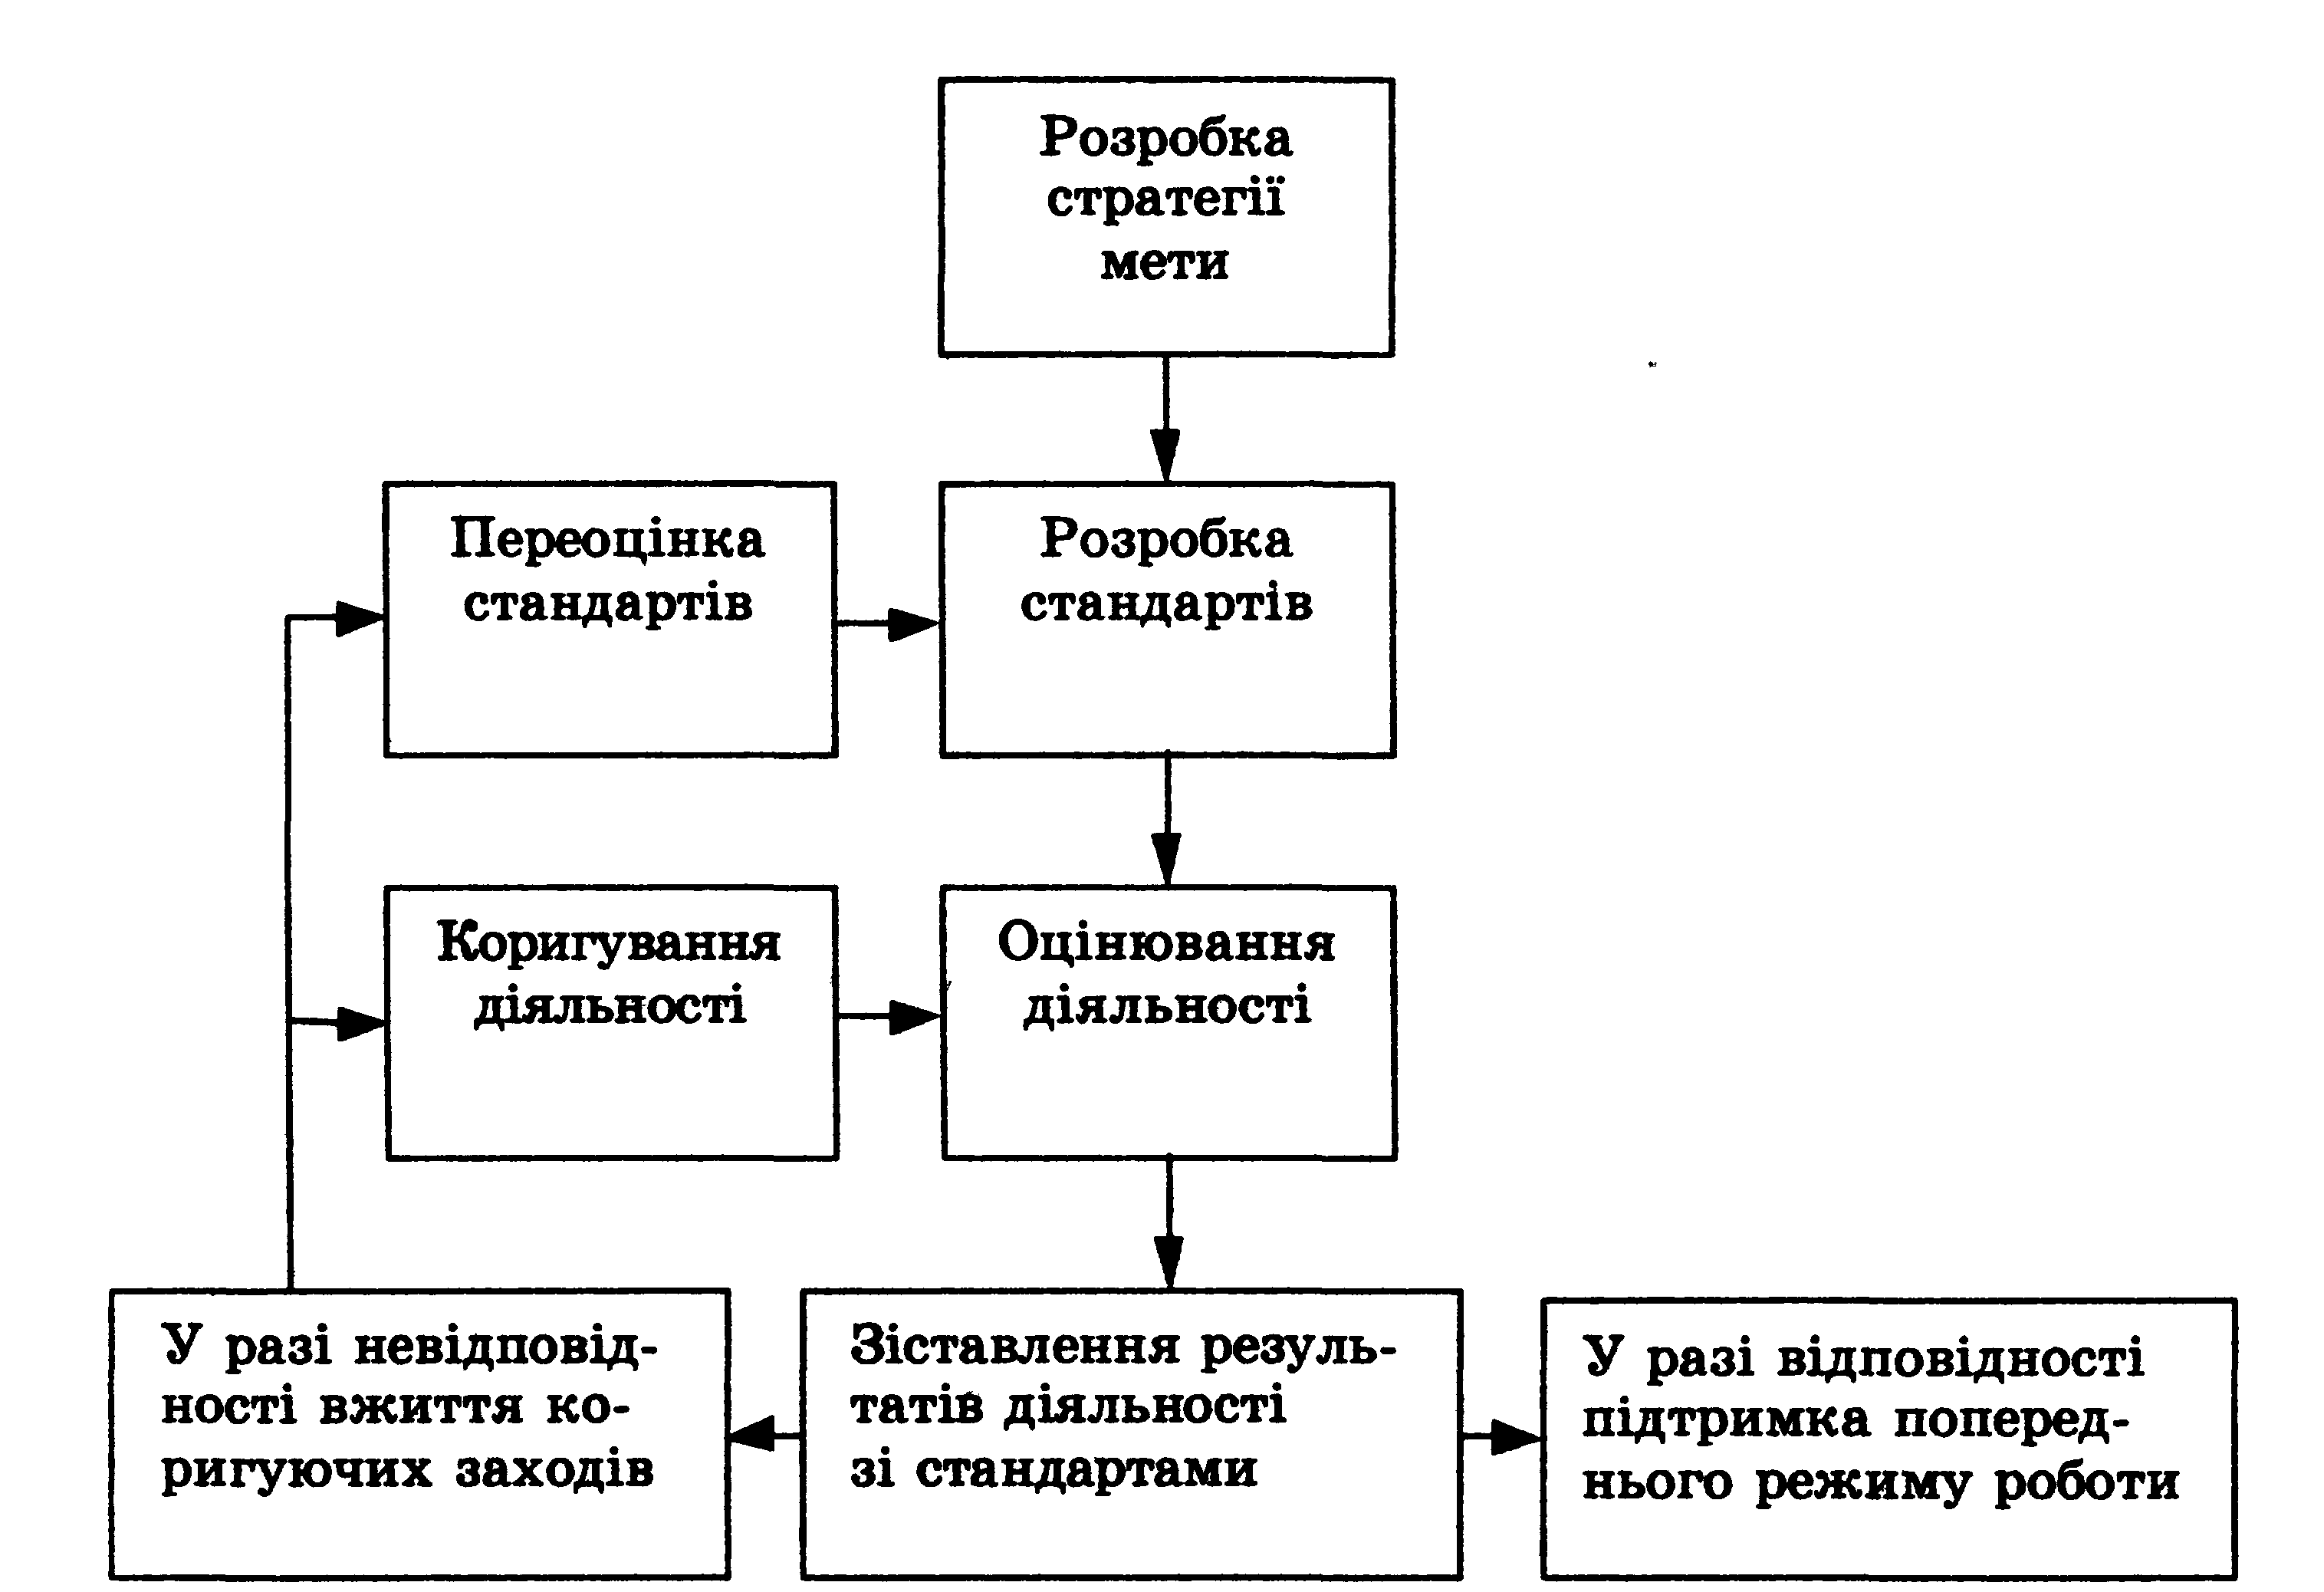 Розробка
стратегії
мети
Переоцінка
стандартів
Розробка
стандартів
Коригування
діяльності
Оцінювання
діяльності
У разі невідповід-
ності вжиття ко-
ригуючих заходів
Зіставлення резуль-
татів діяльності
зі стандартами
У разі відповідності
підтримка поперед-
нього режиму роботи